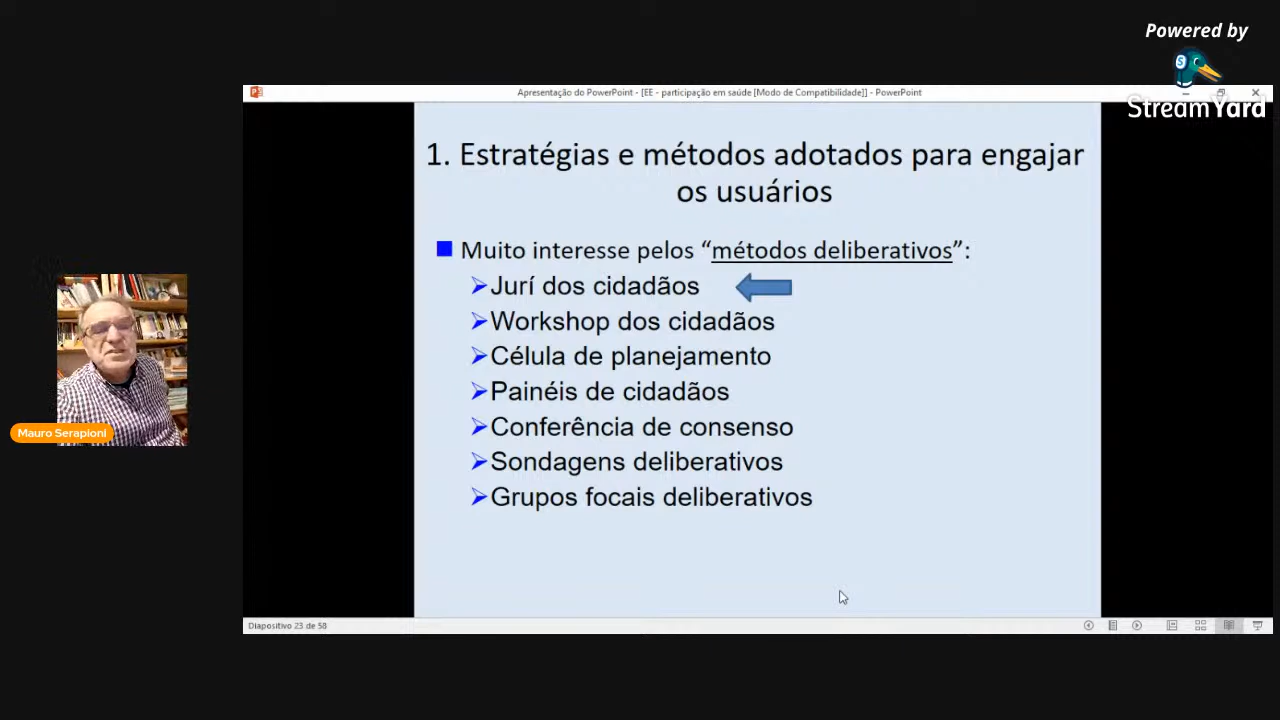 Powered by
StreamYard
Apresentação do PowerPoint - [EE - participação em saúde [Modo de Compatibilidade]] - PowerPoint
1. Estratégias e métodos adotados para engajar
os usuários
Muito interesse pelos “métodos deliberativos”:
Jurí dos cidadãos
Workshop dos cidadãos
Célula de planejamento
Painéis de cidadãos
Conferência de consenso
Sondagens deliberativos
Grupos focais deliberativos
Mauro Serapioni
Diapositivo 23 de 58